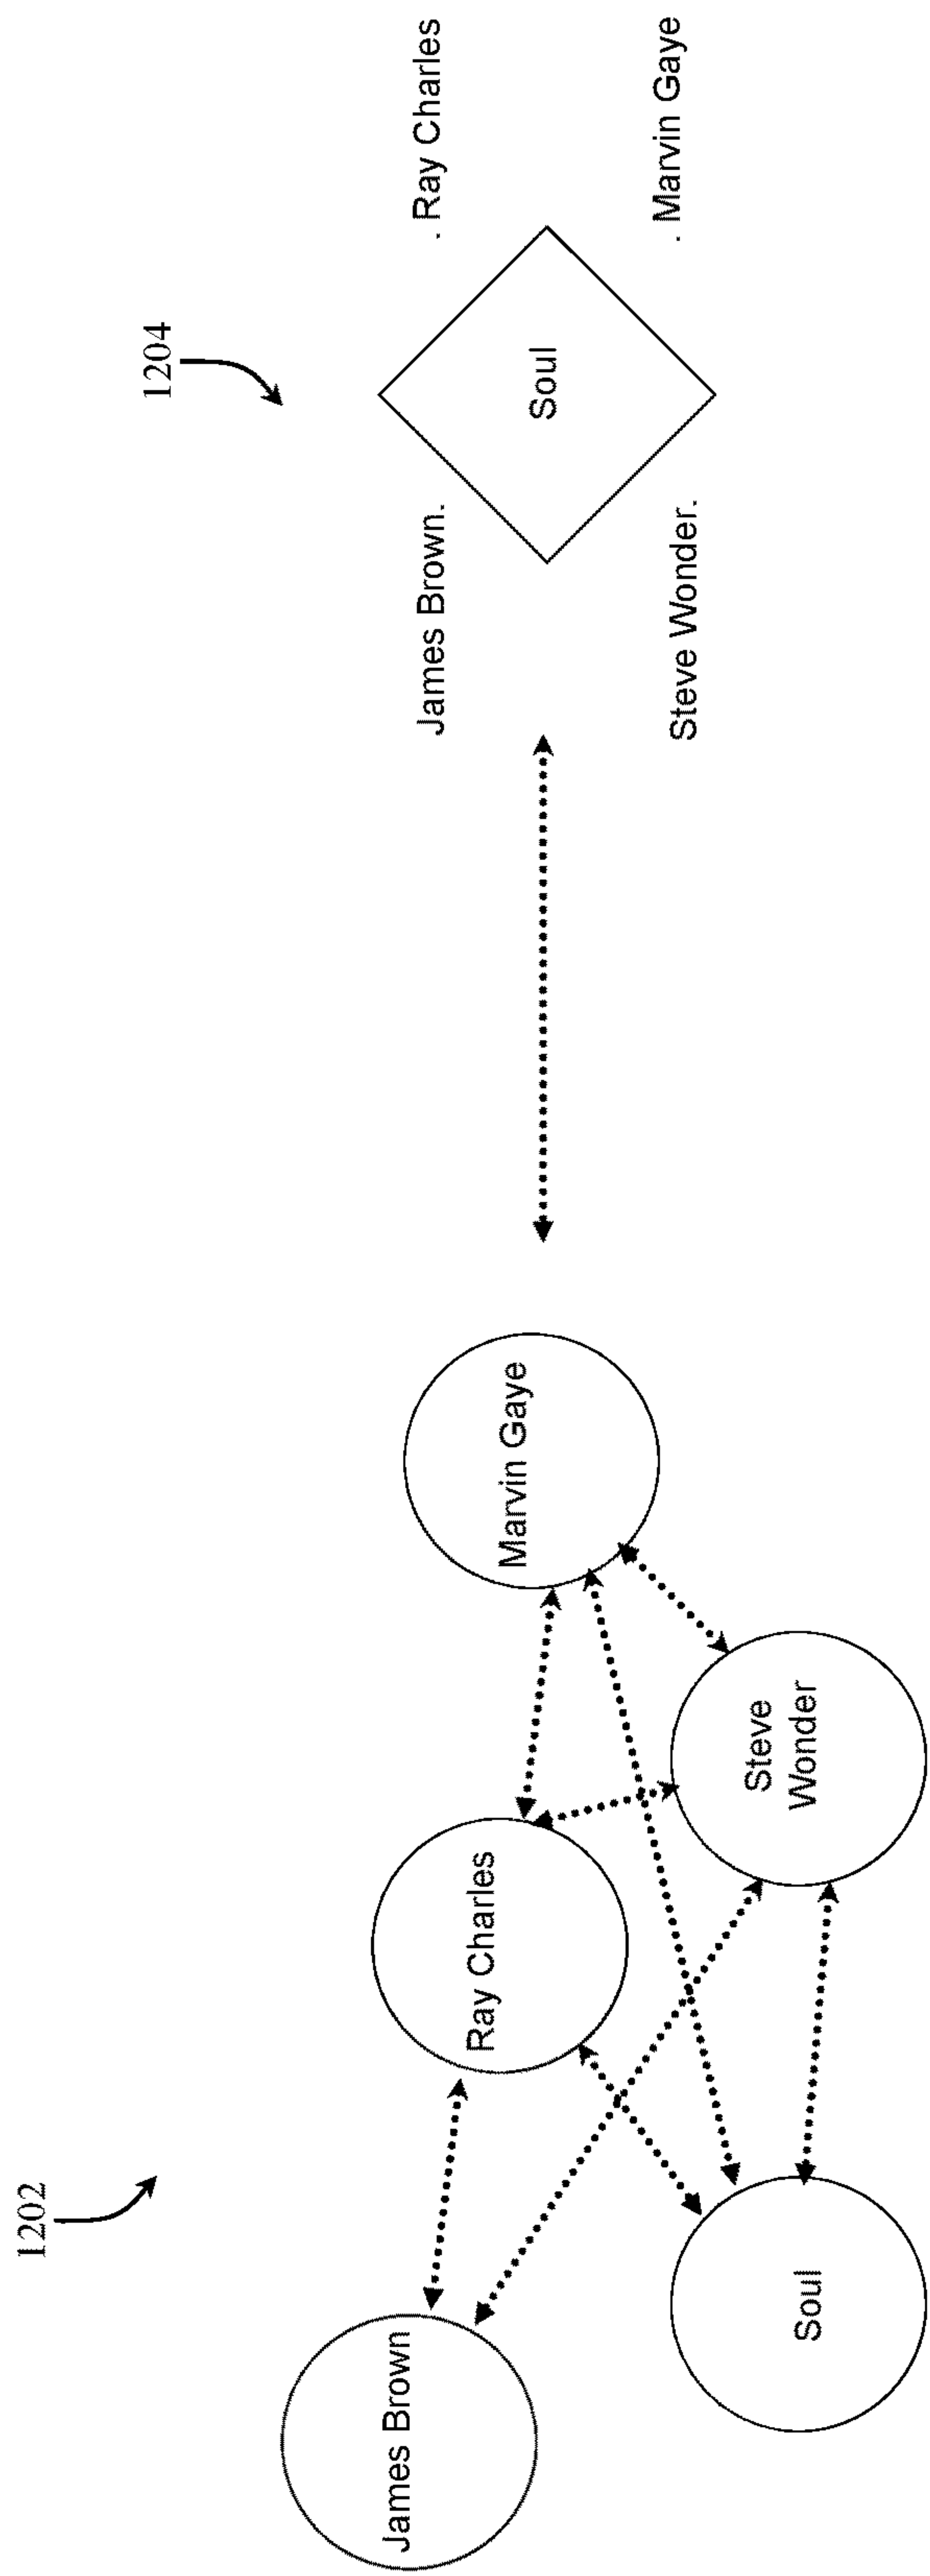 1202
James Brown
Ray Charles
Marvin Gaye
Soul
Steve
Wonder
1204
James Brown.
. Ray Charles
Soul
Steve Wonder.
. Marvin Gaye